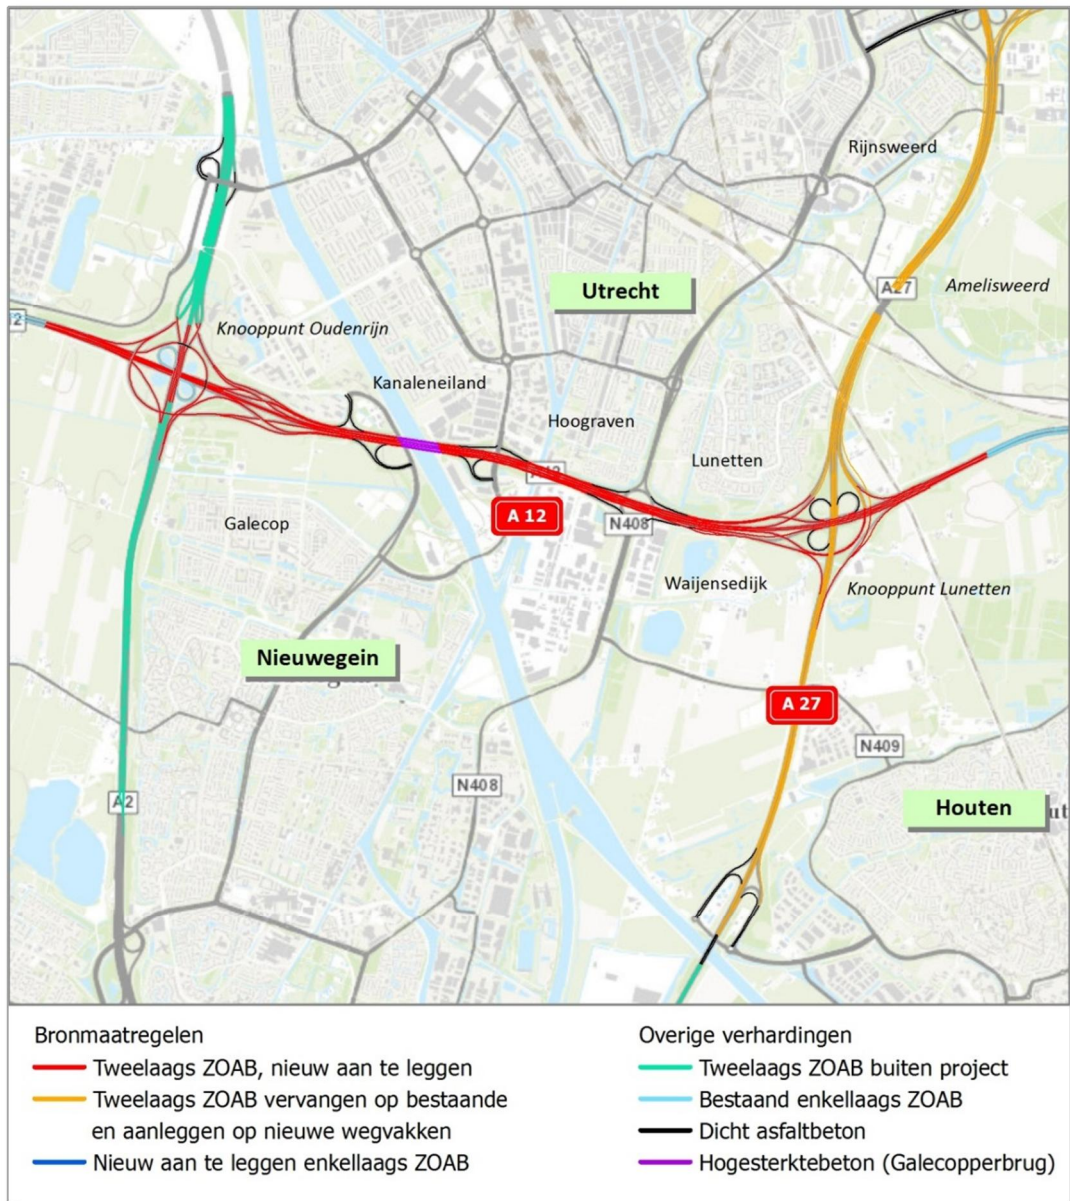 Rijnsweerd
Utrecht
A27
Amelisweerd
Knooppunt Oudenrijn
Kanaleneiland
Hoograven
Lunetten
A 12
N408
Galecop
Waijensedijk
Knooppunt Lunetten
Nieuwegein
A 27
N409
N408
A2
Houten
Bronmaatregelen
Tweelaags ZOAB, nieuw aan te leggen
Tweelaags ZOAB vervangen op bestaande
en aanleggen op nieuwe wegvakken
Nieuw aan te leggen enkellaags ZOAB
Overige verhardingen
Tweelaags ZOAB buiten project
Bestaand enkellaags ZOAB
Dicht asfaltbeton
Hogesterktebeton (Galecopperbrug)